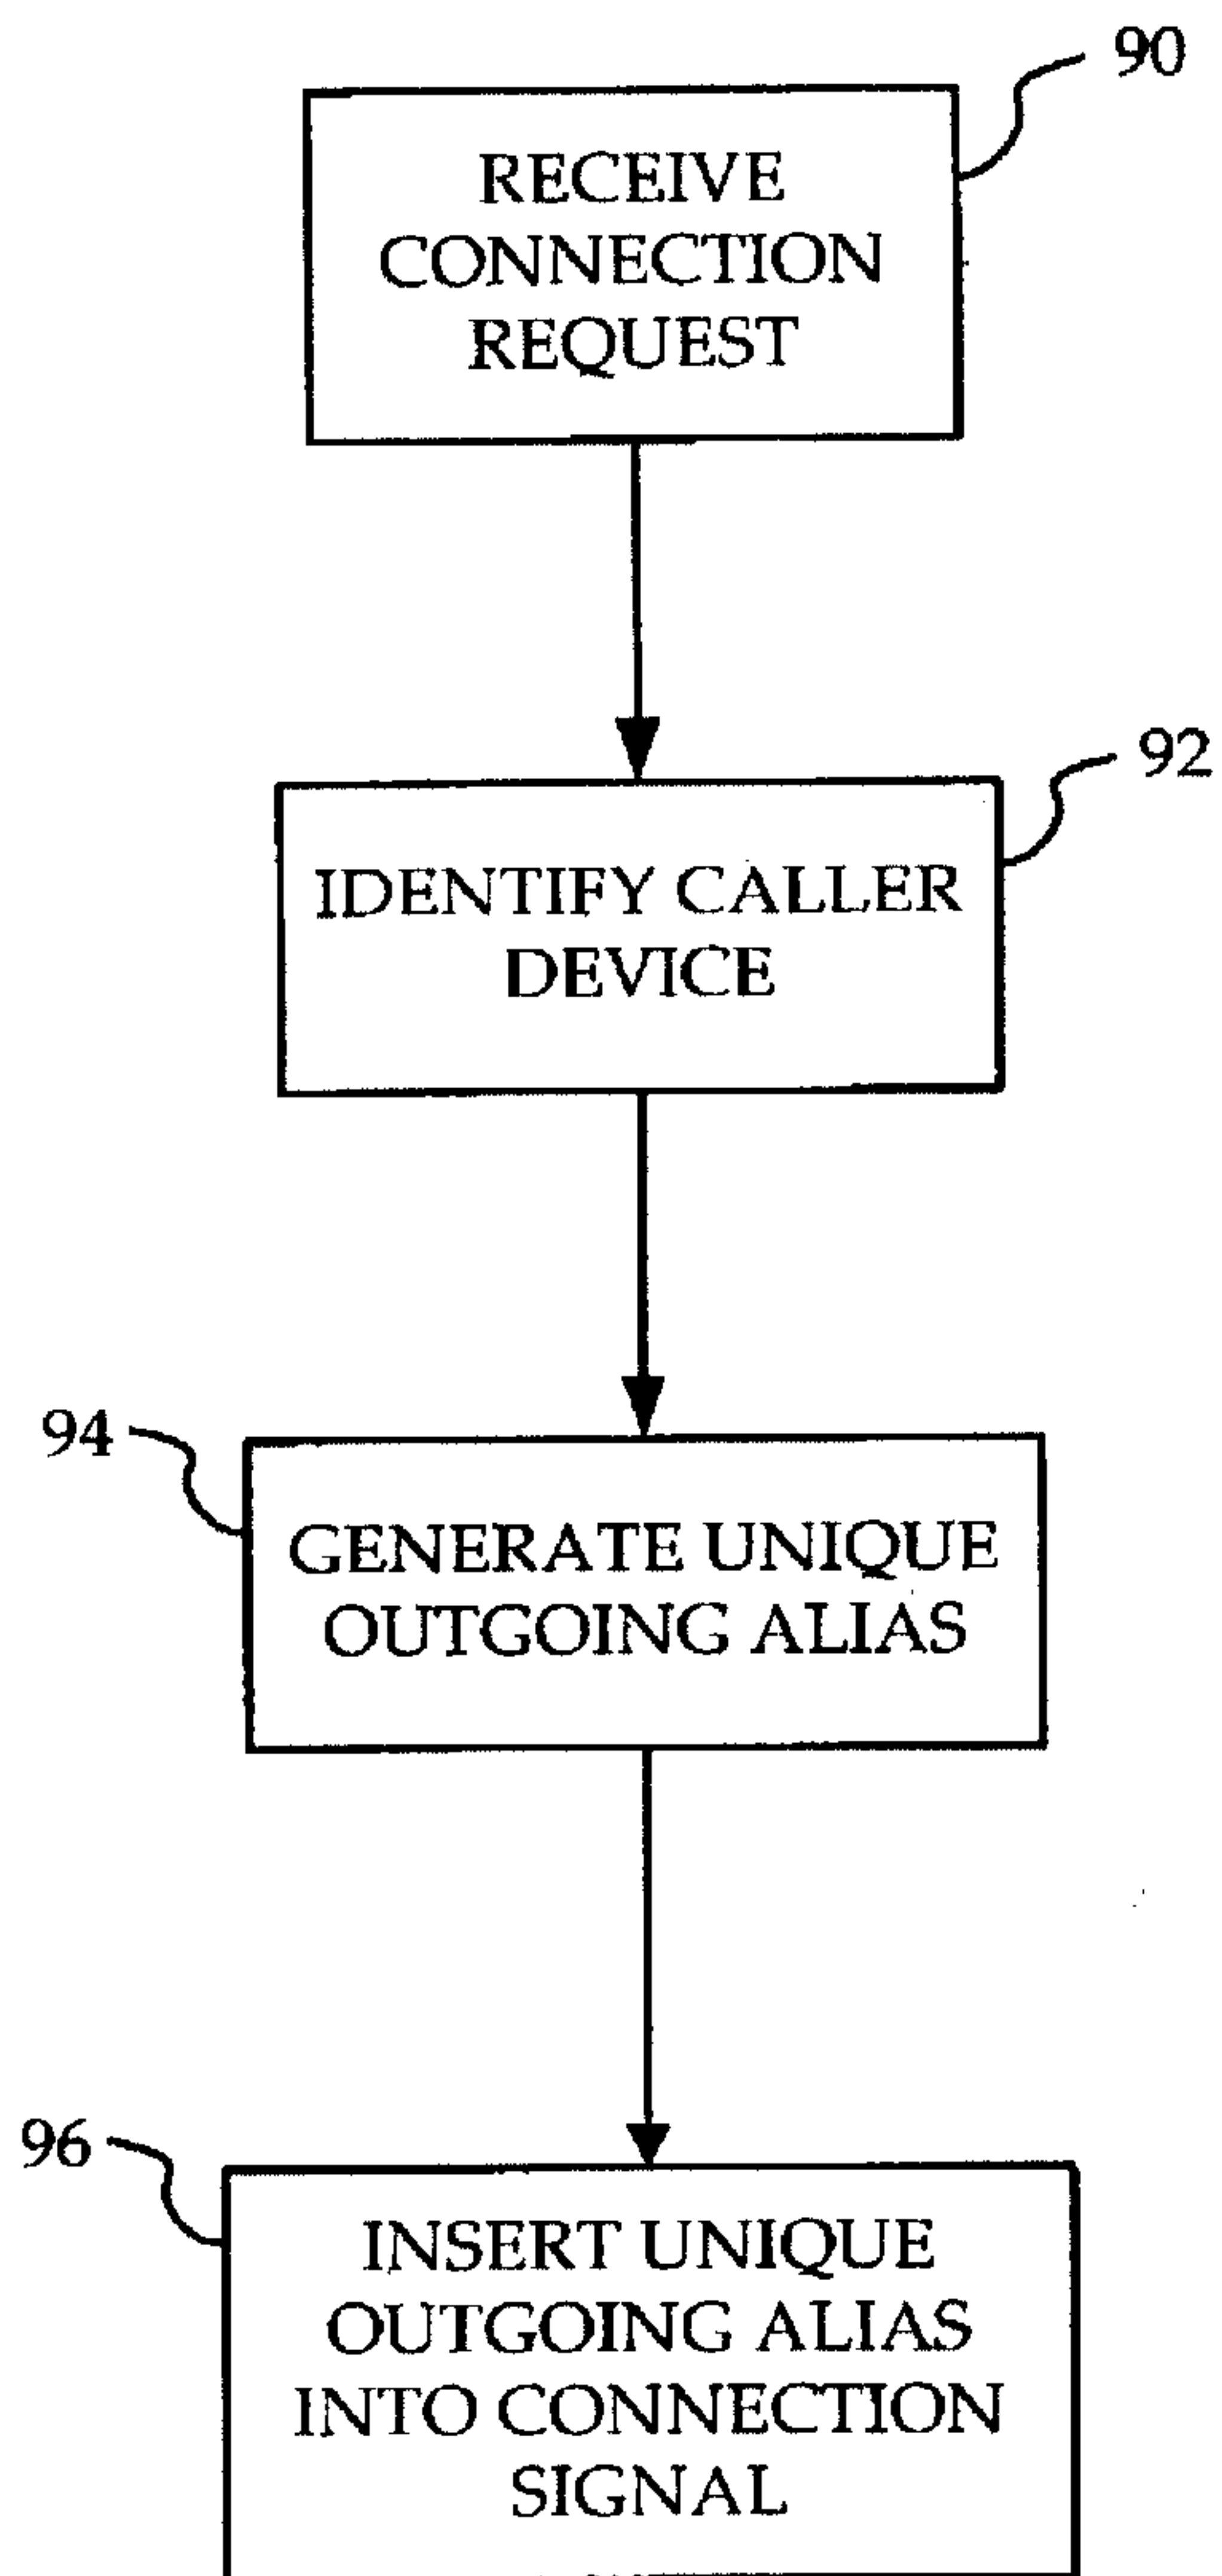 90
RECEIVE
CONNECTION
REQUEST
92
IDENTIFY CALLER
DEVICE
94
GENERATE UNIQUE
OUTGOING ALIAS
96
INSERT UNIQUE
OUTGOING ALIAS
INTO CONNECTION
SIGNAL